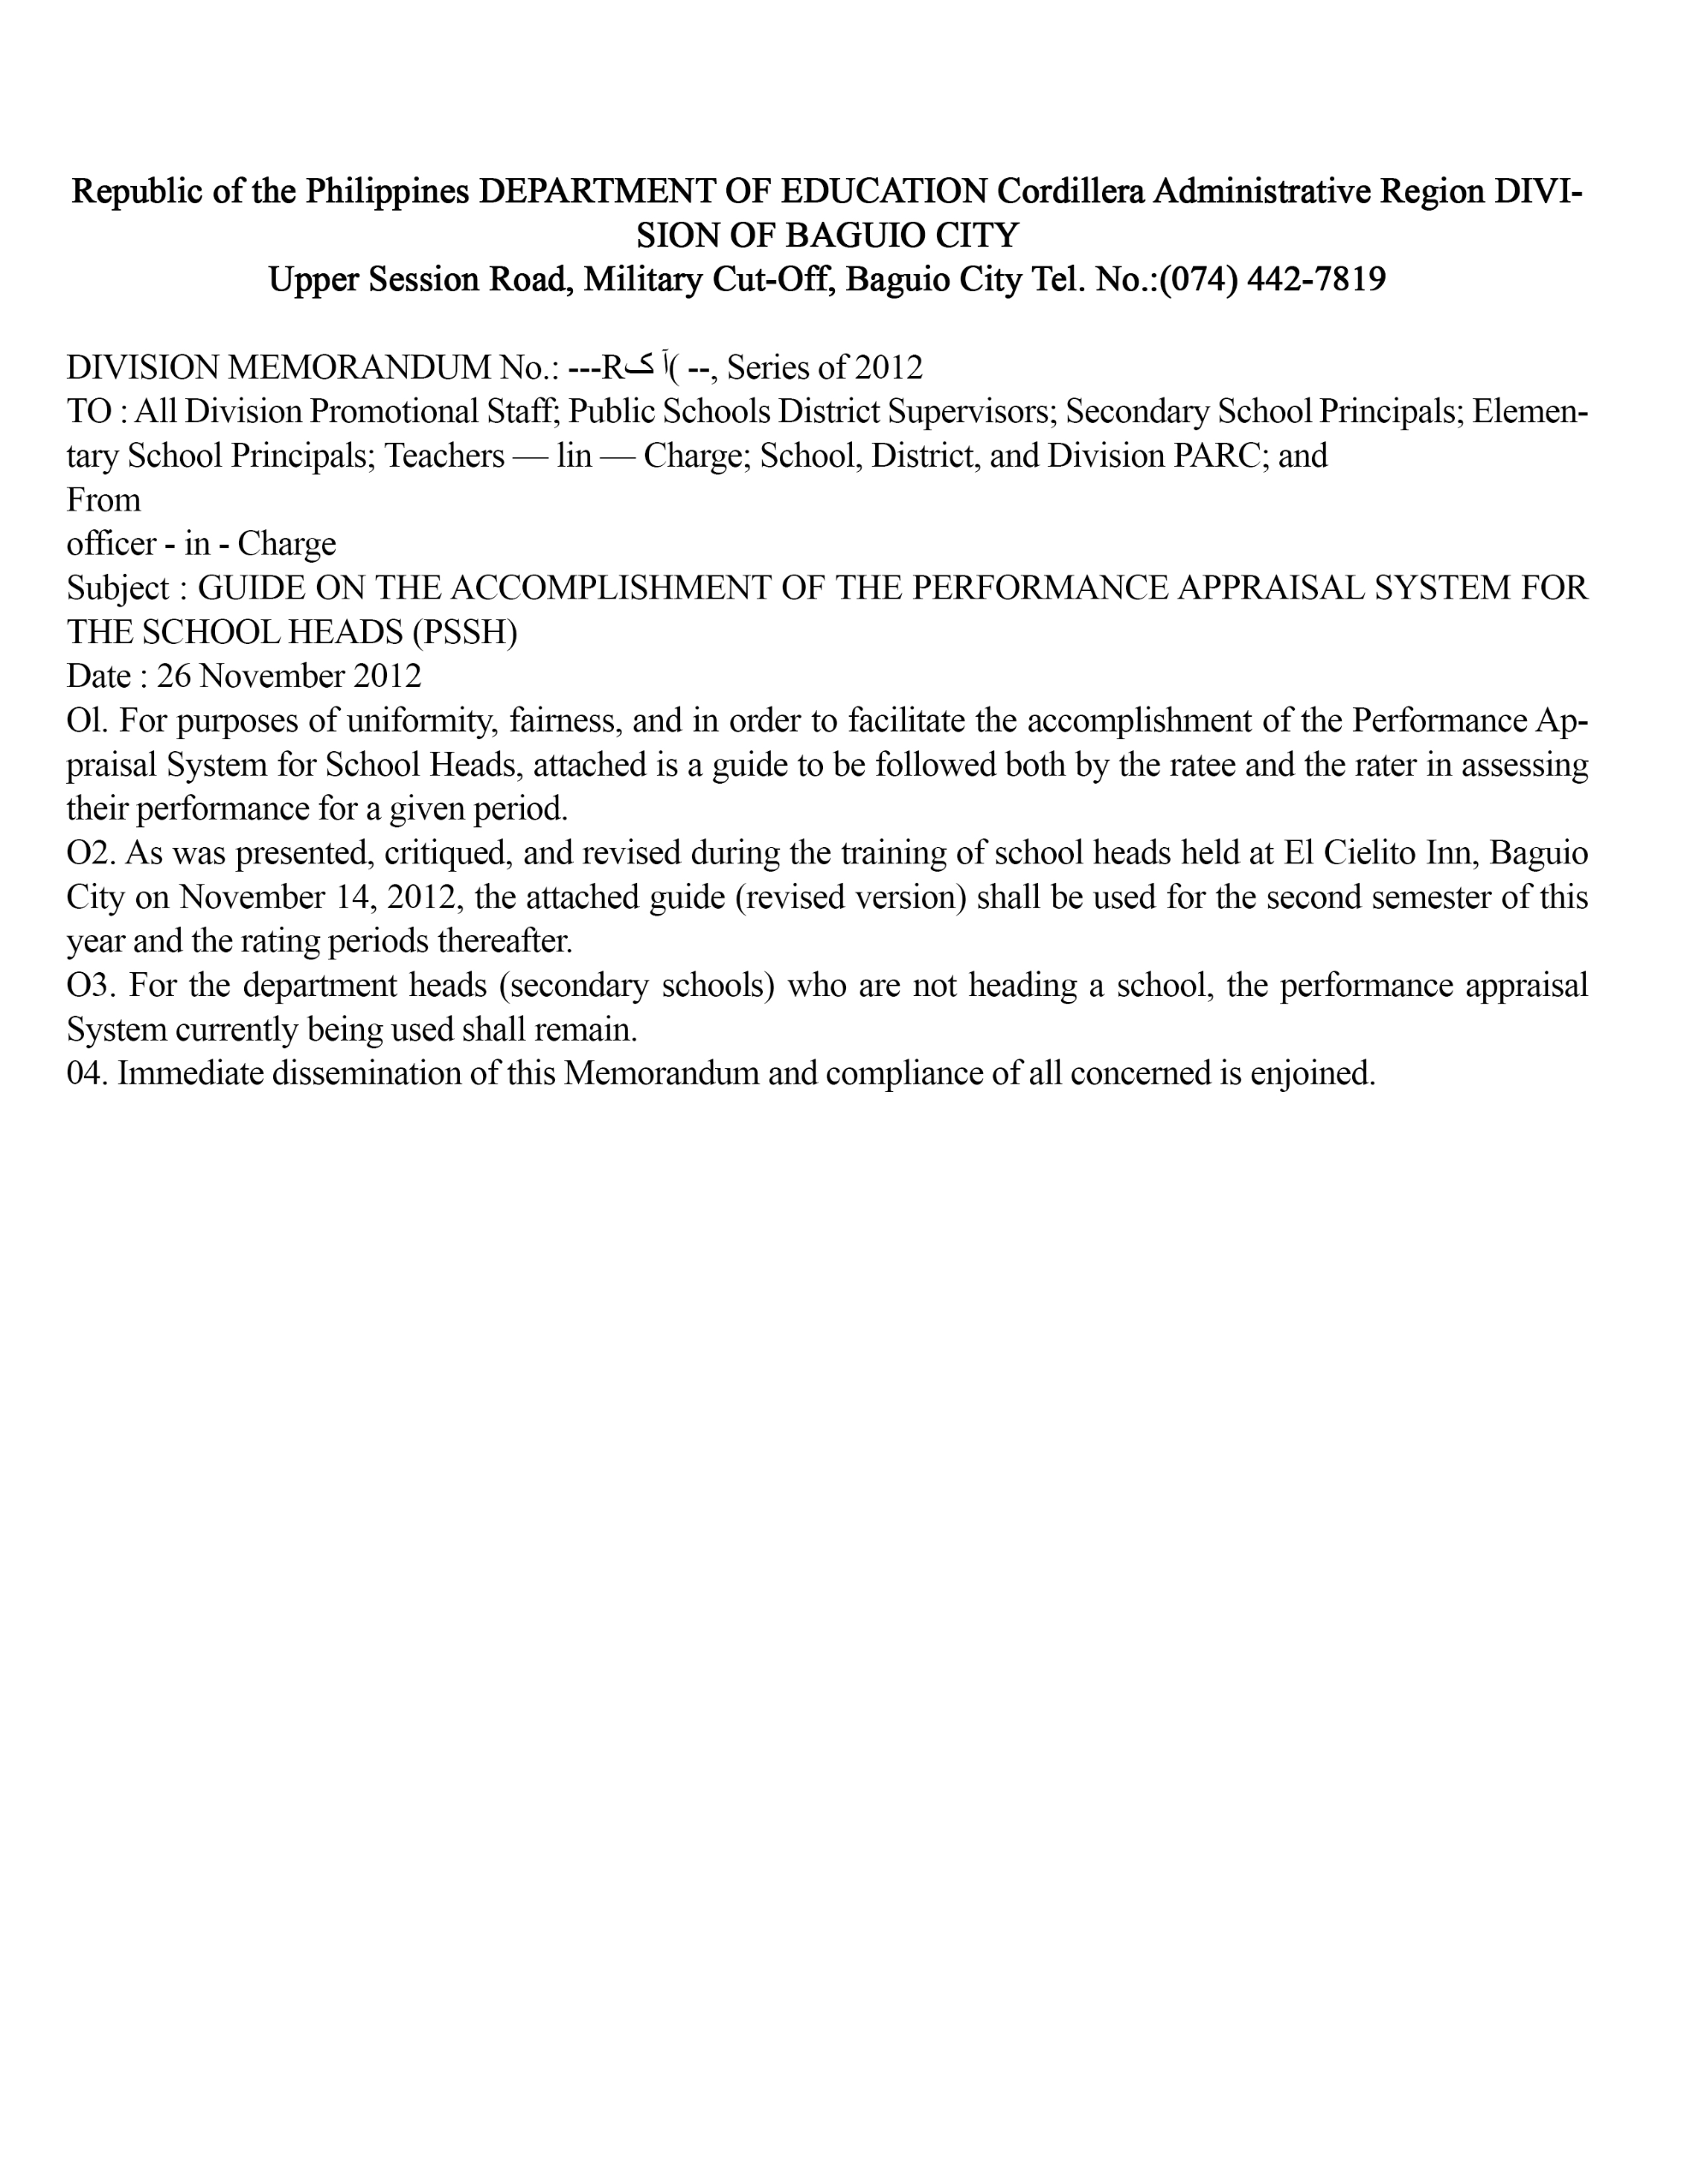 Republic of the Philippines DEPARTMENT OF EDUCATION Cordillera Administrative Region DIVI-
SION OF BAGUIO CITY
Upper Session Road, Military Cut-Off, Baguio City Tel. No.:(074) 442-7819
DIVISION MEMORANDUM No.: ---Rآ ک( --, Series of 2012
TO : All Division Promotional Staff; Public Schools District Supervisors; Secondary School Principals; Elemen-
tary School Principals; Teachers — lin — Charge; School, District, and Division PARC; and
From
officer - in - Charge
Subject : GUIDE ON THE ACCOMPLISHMENT OF THE PERFORMANCE APPRAISAL SYSTEM FOR
THE SCHOOL HEADS (PSSH)
Date : 26 November 2012
Ol. For purposes of uniformity, fairness, and in order to facilitate the accomplishment of the Performance Ap-
praisal System for School Heads, attached is a guide to be followed both by the ratee and the rater in assessing
their performance for a given period.
O2. As was presented, critiqued, and revised during the training of school heads held at El Cielito Inn, Baguio
City on November 14, 2012, the attached guide (revised version) shall be used for the second semester of this
year and the rating periods thereafter.
O3. For the department heads (secondary schools) who are not heading a school, the performance appraisal
System currently being used shall remain.
04. Immediate dissemination of this Memorandum and compliance of all concerned is enjoined.